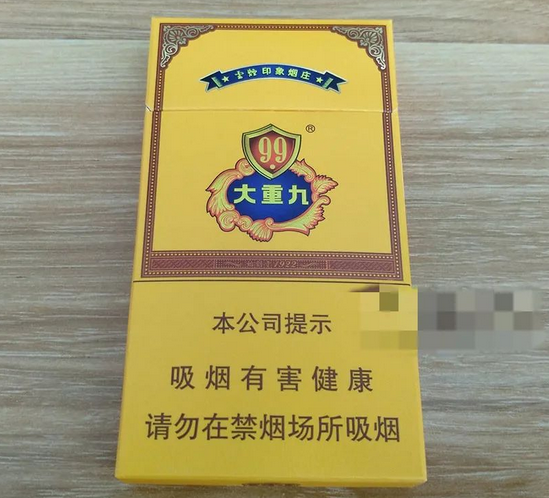 云烟印象烟庄
99
®
大重九
本公司提示
吸烟有害健康
请勿在禁烟场所吸烟